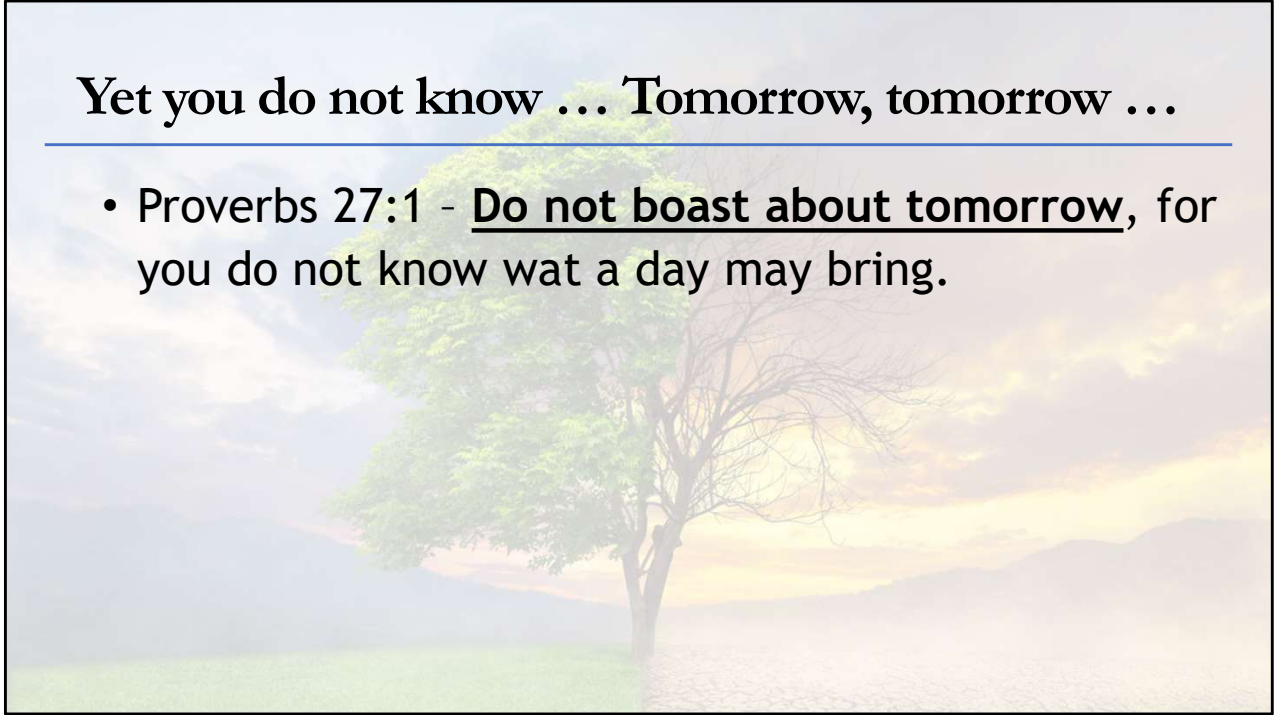 Yet you do not know … Tomorrow, tomorrow …
• Proverbs 27:1 – Do not boast about tomorrow, for
you do not know wat a day may bring.